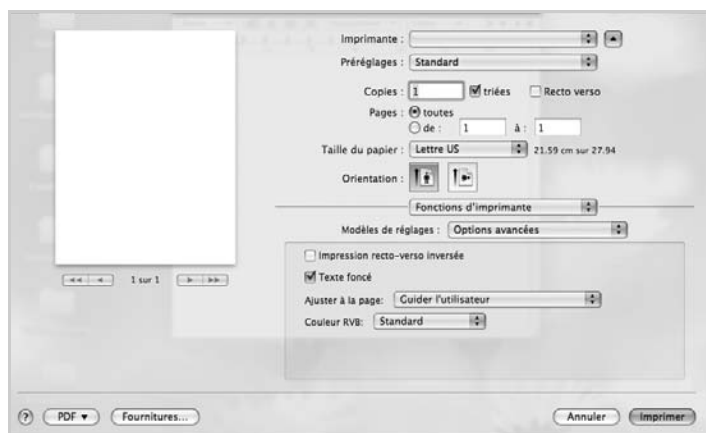 Imprimante :
Préréglages : Standard
Copies : 1 triées Recto verso
Pages : toutes
de : 1 à : 1
Taille du papier : Lettre US 21.59 cm sur 27.94
Orientation :
Fonctions d'imprimante
Modèles de réglages : Options avancées
Impression recto-verso inversée
1 sur 1
Texte foncé
Ajuster à la page: Guider l'utilisateur
Couleur RVB: Standard
? PDF Fournitures... Annuler Imprimer